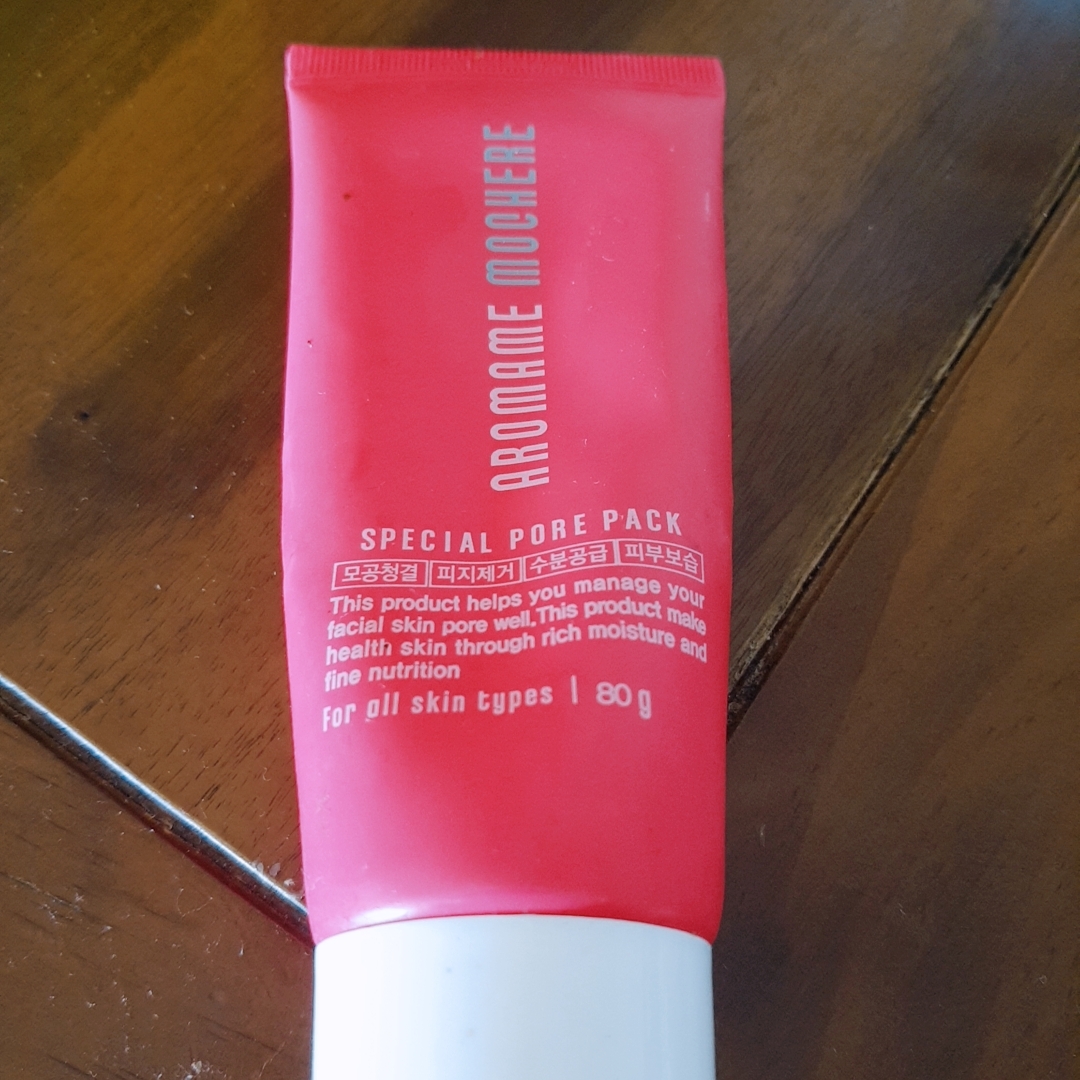 AROMAME MOCHERE
SPECIAL PORE PACK
모공청결 피지제거 수분공급 피부보습
This product helps you manage your
facial skin pore well.This product make
health skin through rich moisture and
fine nutrition
For all skin types | 80g